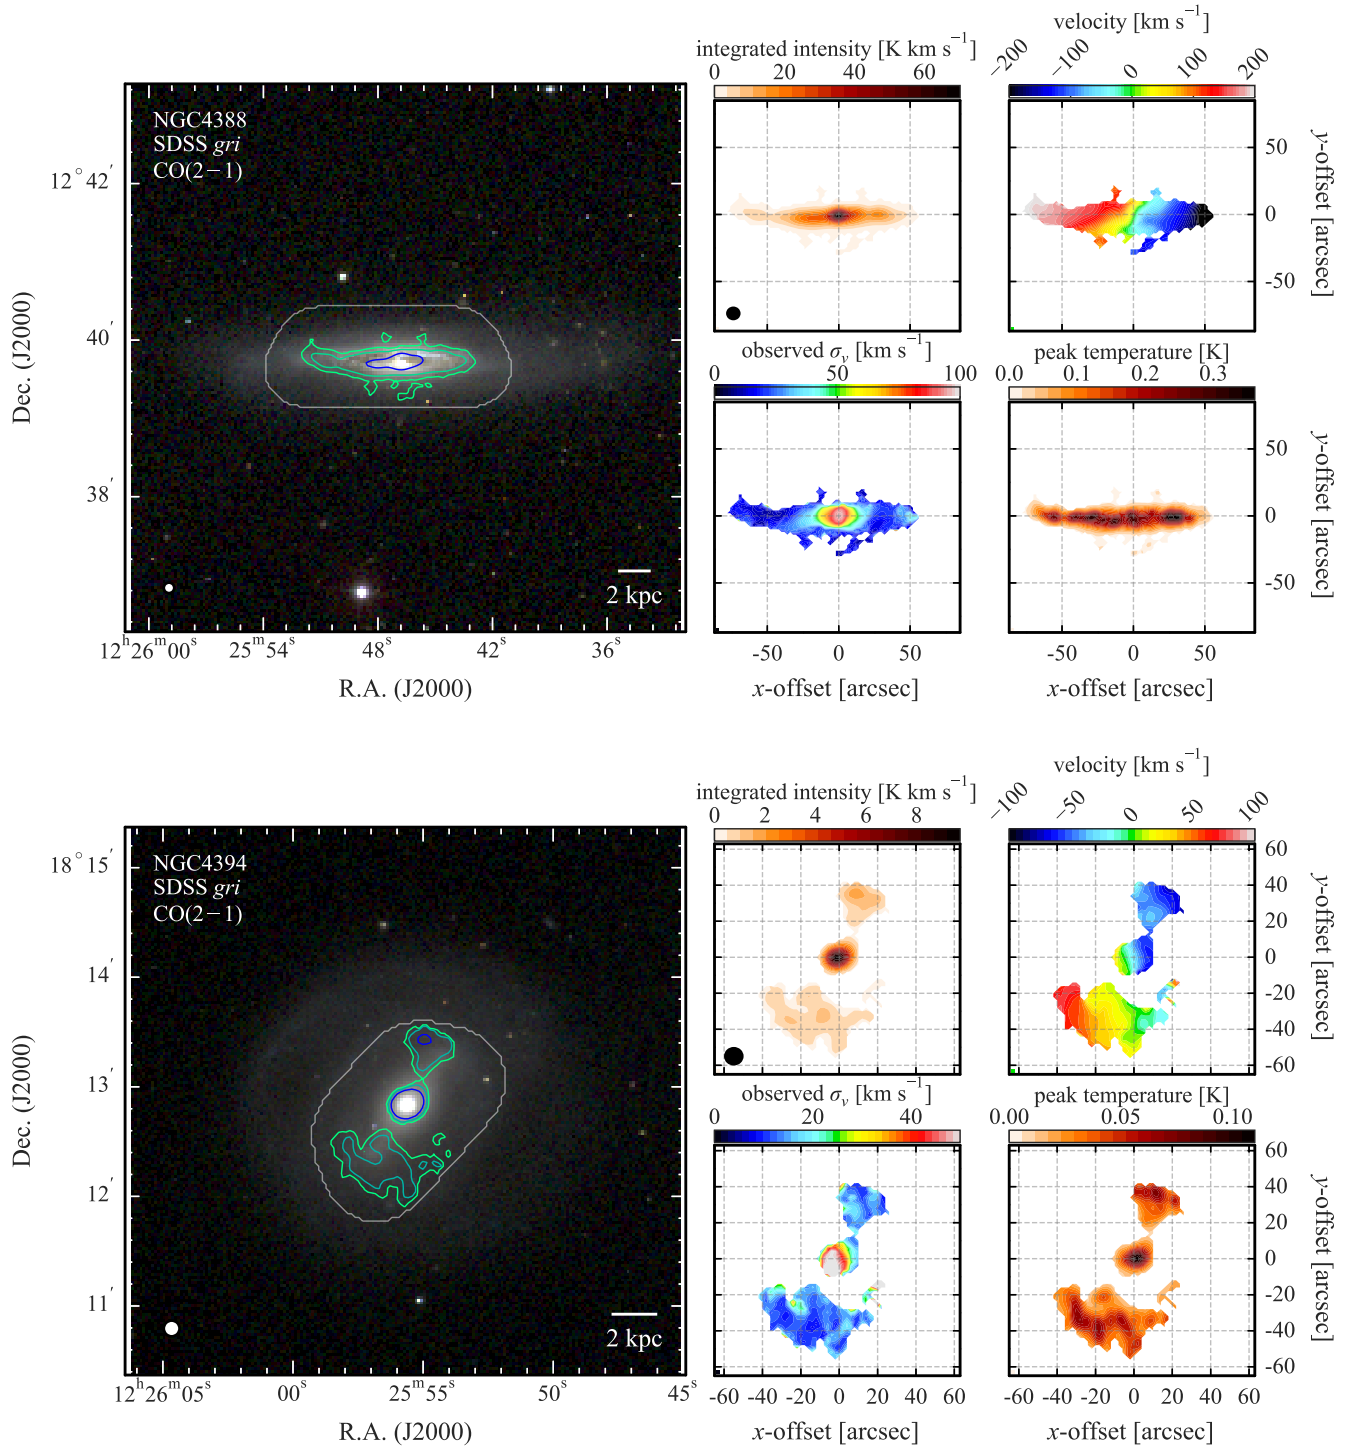 NGC4388
SDSS gri
CO(2−1)
12°42′
40′
38′
Dec. (J2000)
2 kpc
12ʰ26ᵐ00ˢ 25ᵐ54ˢ 48ˢ 42ˢ 36ˢ
R.A. (J2000)
integrated intensity [K km s⁻¹]
0 20 40 60
velocity [km s⁻¹]
−200 −100 0 100 200
50
0
-50
y-offset [arcsec]
observed σᵥ [km s⁻¹]
0 50 100
peak temperature [K]
0.0 0.1 0.2 0.3
50
0
-50
y-offset [arcsec]
-50 0 50
x-offset [arcsec]
-50 0 50
x-offset [arcsec]
NGC4394
SDSS gri
CO(2−1)
18°15′
14′
13′
12′
11′
Dec. (J2000)
2 kpc
12ʰ26ᵐ05ˢ 00ˢ 25ᵐ55ˢ 50ˢ 45ˢ
R.A. (J2000)
integrated intensity [K km s⁻¹]
0 2 4 6 8
velocity [km s⁻¹]
−100 −50 0 50 100
60
40
20
0
-20
-40
-60
y-offset [arcsec]
observed σᵥ [km s⁻¹]
0 20 40
peak temperature [K]
0.00 0.05 0.10
60
40
20
0
-20
-40
-60
y-offset [arcsec]
-60 -40 -20 0 20 40 60
x-offset [arcsec]
-60 -40 -20 0 20 40 60
x-offset [arcsec]